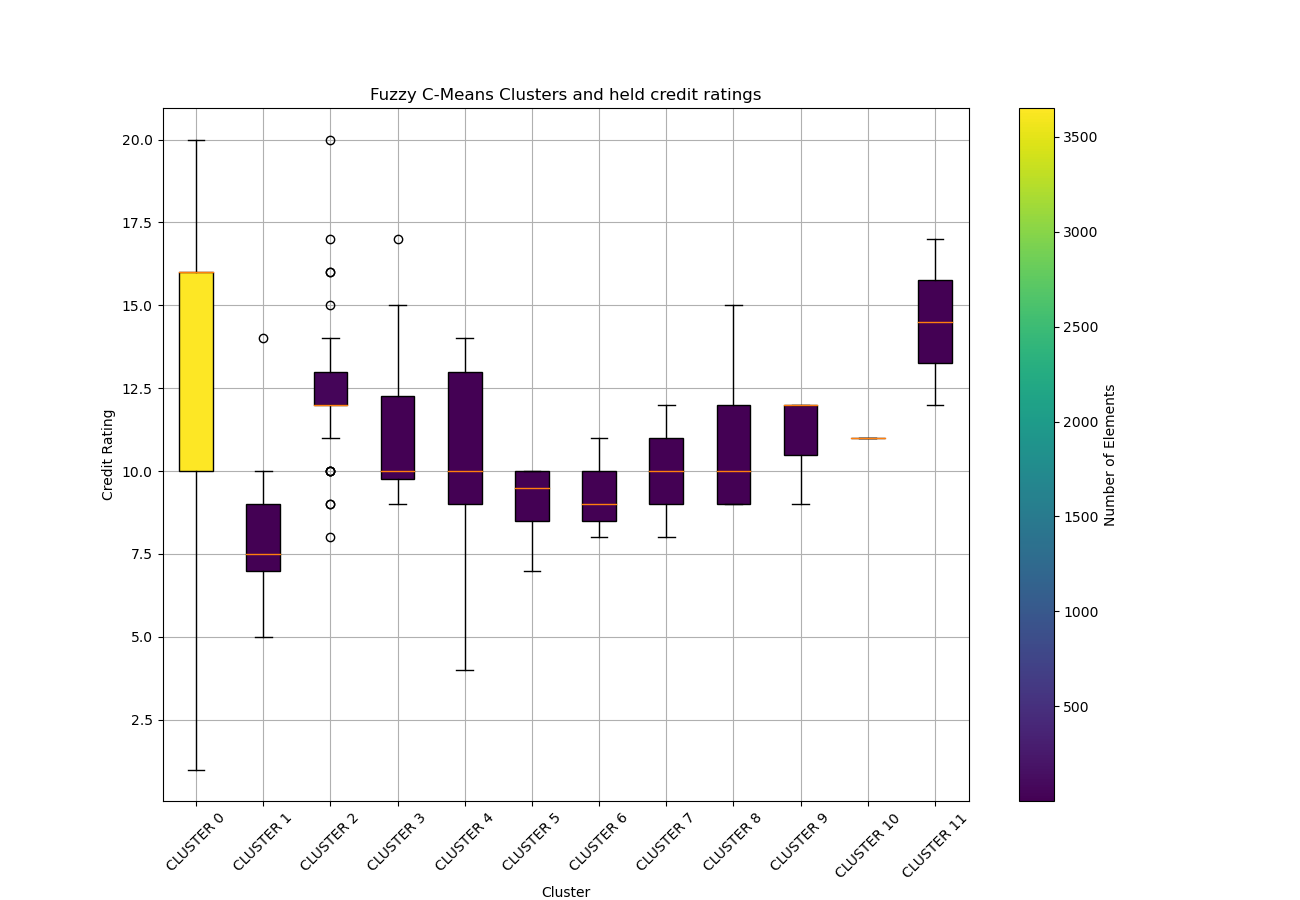 Fuzzy C-Means Clusters and held credit ratings
20.0
17.5
15.0
12.5
10.0
7.5
5.0
2.5
Credit Rating
CLUSTER 0
CLUSTER 1
CLUSTER 2
CLUSTER 3
CLUSTER 4
CLUSTER 5
CLUSTER 6
CLUSTER 7
CLUSTER 8
CLUSTER 9
CLUSTER 10
CLUSTER 11
Cluster
3500
3000
2500
2000
1500
1000
500
Number of Elements